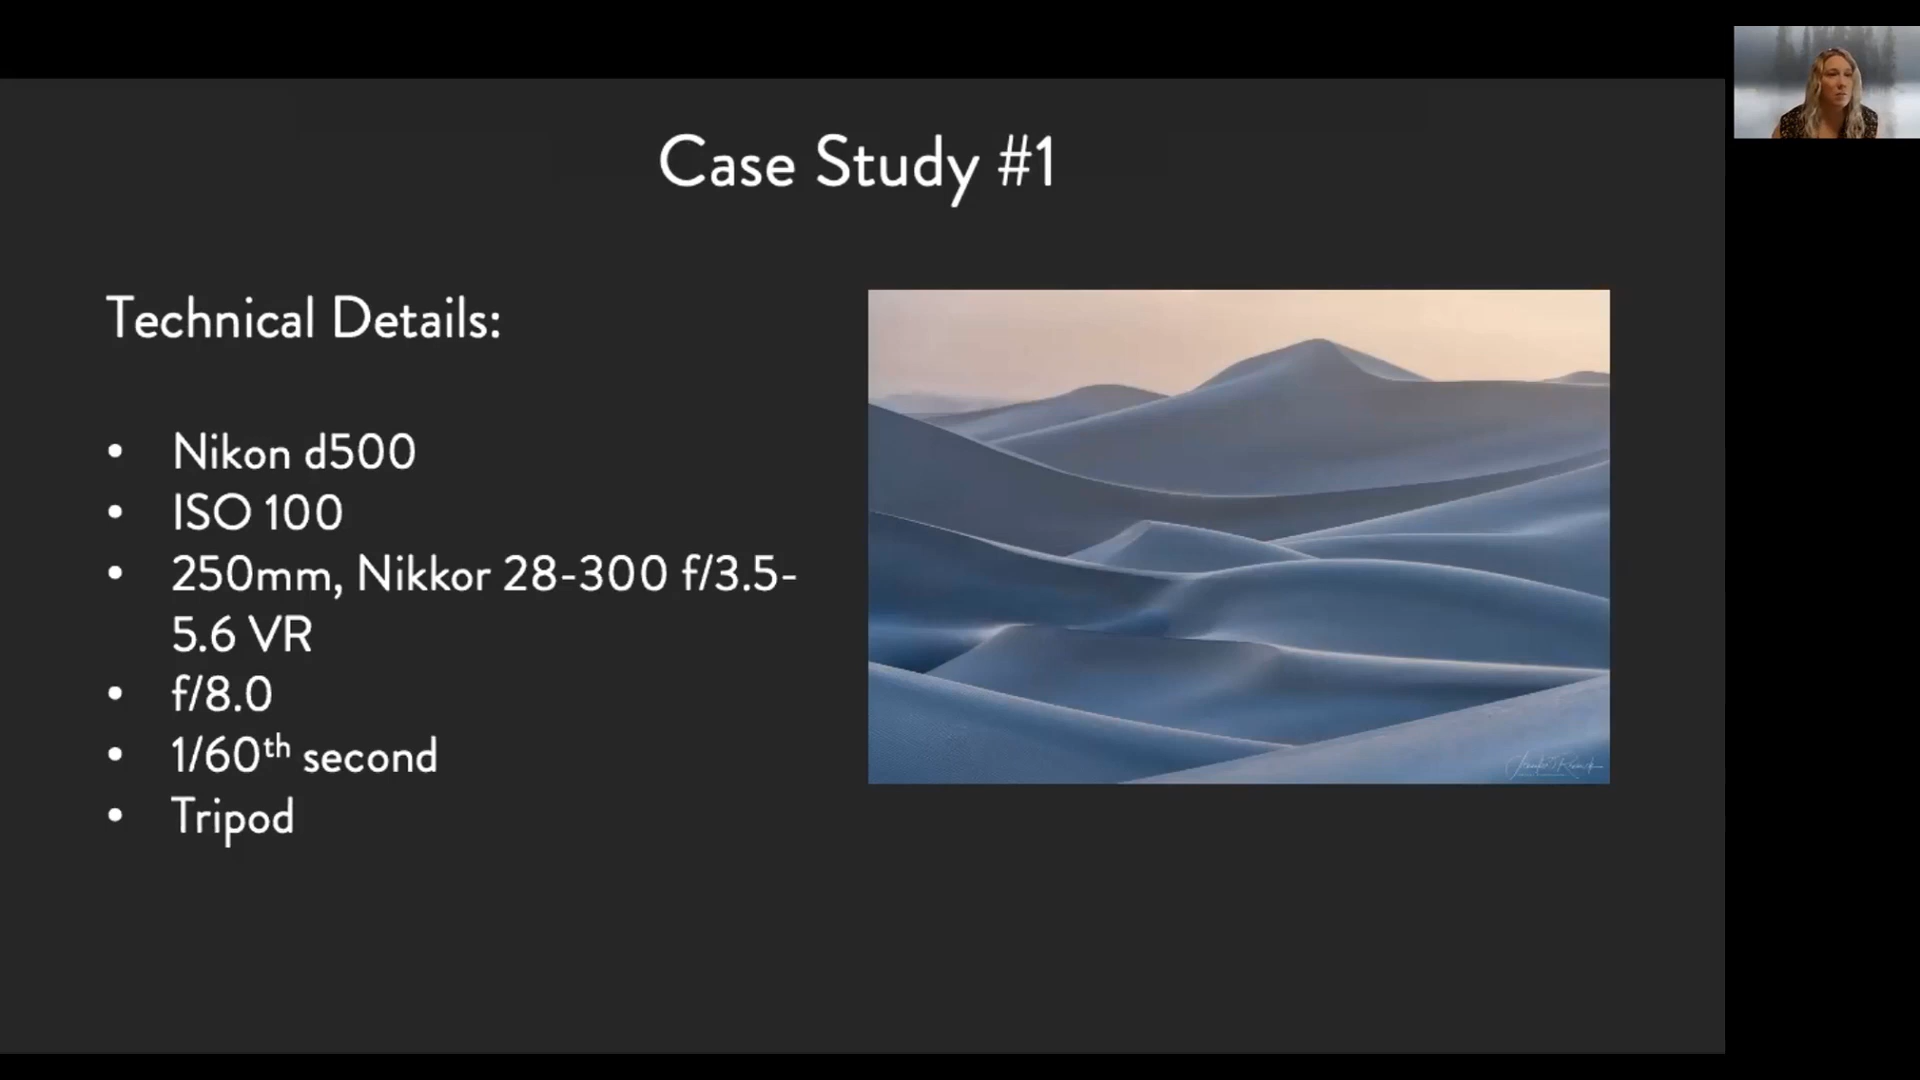 Case Study #1
Technical Details:
• Nikon d500
• ISO 100
• 250mm, Nikkor 28-300 f/3.5-
5.6 VR
• f/8.0
• 1/60th second
• Tripod